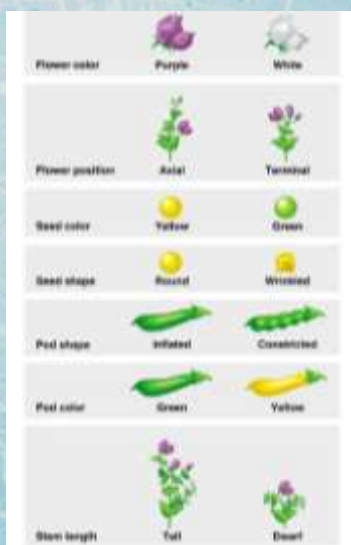 Flower color Purple White
Flower position Axial Terminal
Seed color Yellow Green
Seed shape Round Wrinkled
Pod shape Inflated Constricted
Pod color Green Yellow
Stem length Tall Dwarf